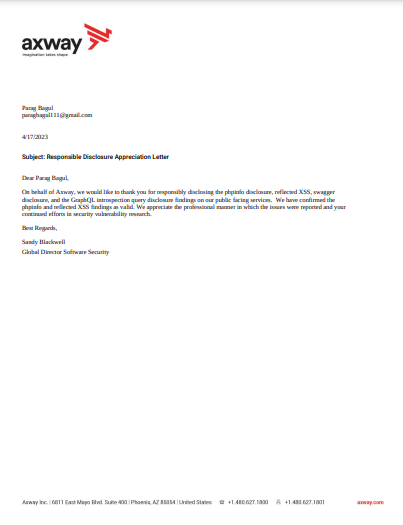 axway
Imagination takes shape
Parag Bagul
paragbagul111@gmail.com
4/17/2023
Subject: Responsible Disclosure Appreciation Letter
Dear Parag Bagul,
On behalf of Axway, we would like to thank you for responsibly disclosing the phpinfo disclosure, reflected XSS, swagger
disclosure, and the GraphQL introspection query disclosure findings on our public facing services. We have confirmed the
phpinfo and reflected XSS findings as valid. We appreciate the professional manner in which the issues were reported and your
continued efforts in security vulnerability research.
Best Regards,
Sandy Blackwell
Global Director Software Security
Axway Inc. | 6811 East Mayo Blvd. Suite 400 | Phoenix, AZ 85054 | United States +1.480.627.1800 +1.480.627.1801 axway.com